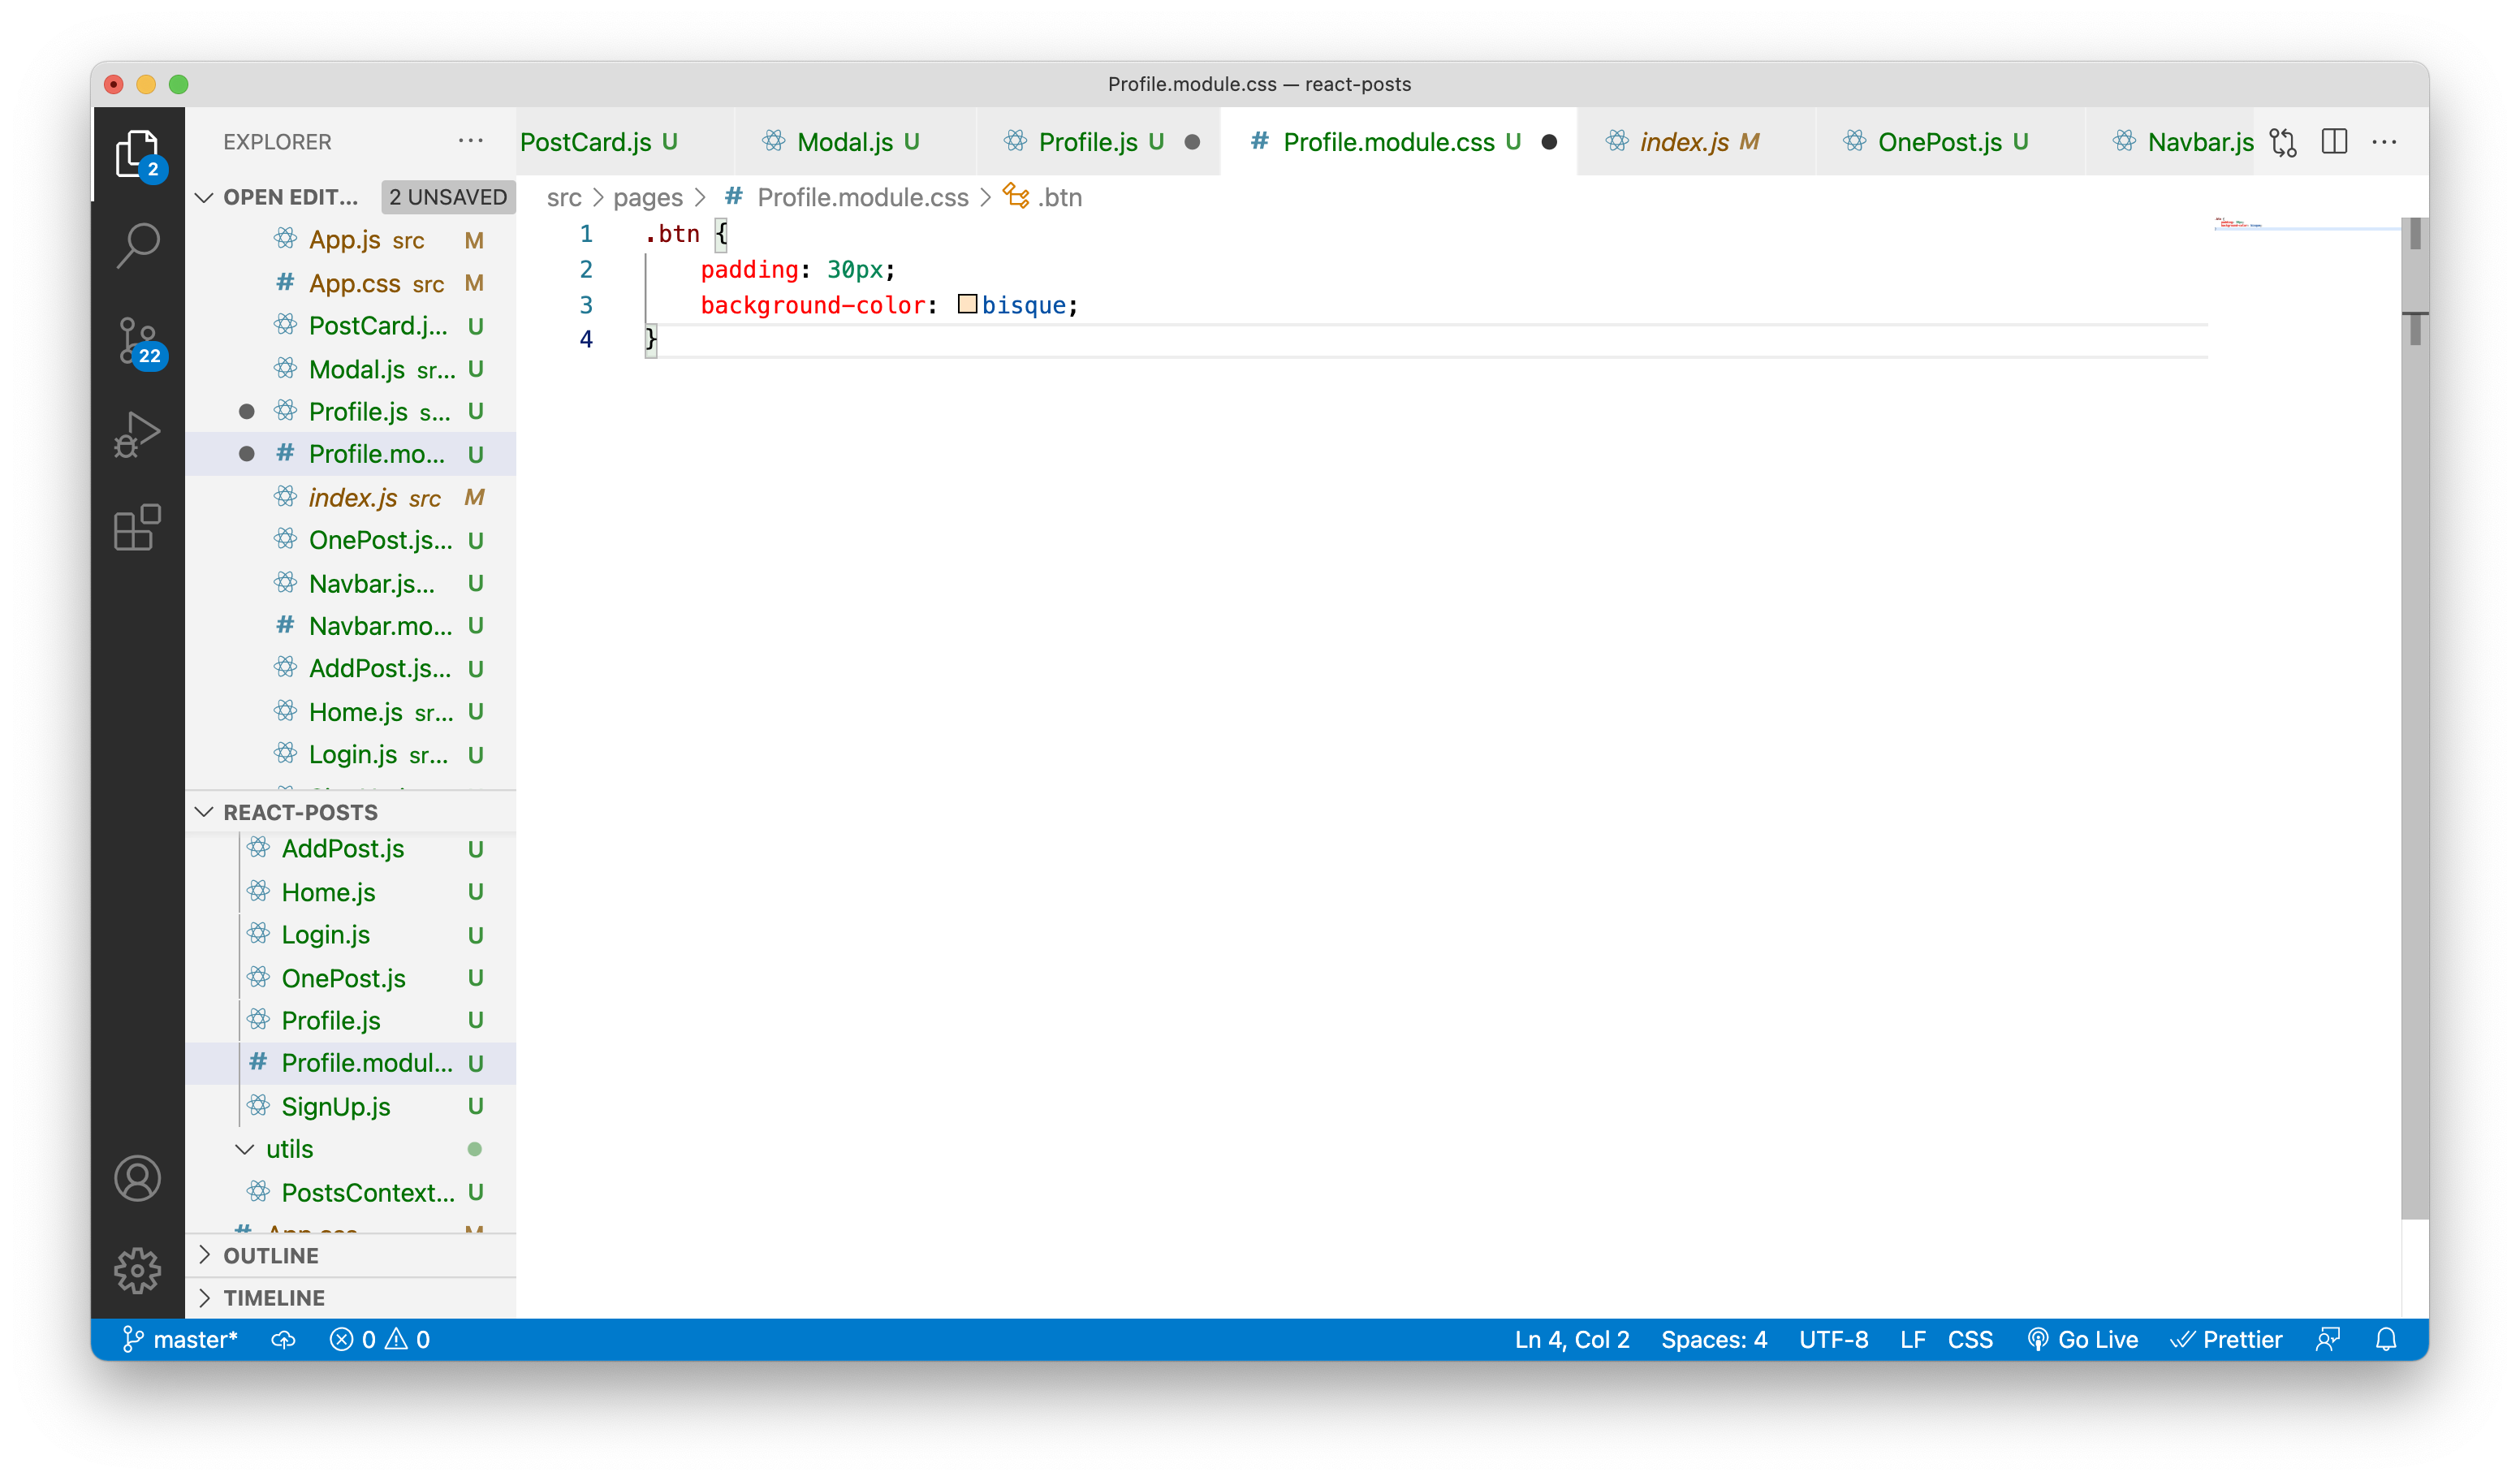 Profile.module.css — react-posts
EXPLORER
PostCard.js U
Modal.js U
Profile.js U
# Profile.module.css U
index.js M
OnePost.js U
Navbar.js
2
OPEN EDIT... 2 UNSAVED
src > pages > # Profile.module.css > .btn
App.js src M
# App.css src M
PostCard.j... U
Modal.js sr... U
Profile.js s... U
# Profile.mo... U
index.js src M
OnePost.js... U
Navbar.js... U
# Navbar.mo... U
AddPost.js... U
Home.js sr... U
Login.js sr... U
22
1 .btn {
2 padding: 30px;
3 background-color: bisque;
4 }
REACT-POSTS
AddPost.js U
Home.js U
Login.js U
OnePost.js U
Profile.js U
# Profile.modul... U
SignUp.js U
utils
PostsContext... U
# App.css M
OUTLINE
TIMELINE
master* 0 0 Ln 4, Col 2 Spaces: 4 UTF-8 LF CSS Go Live Prettier